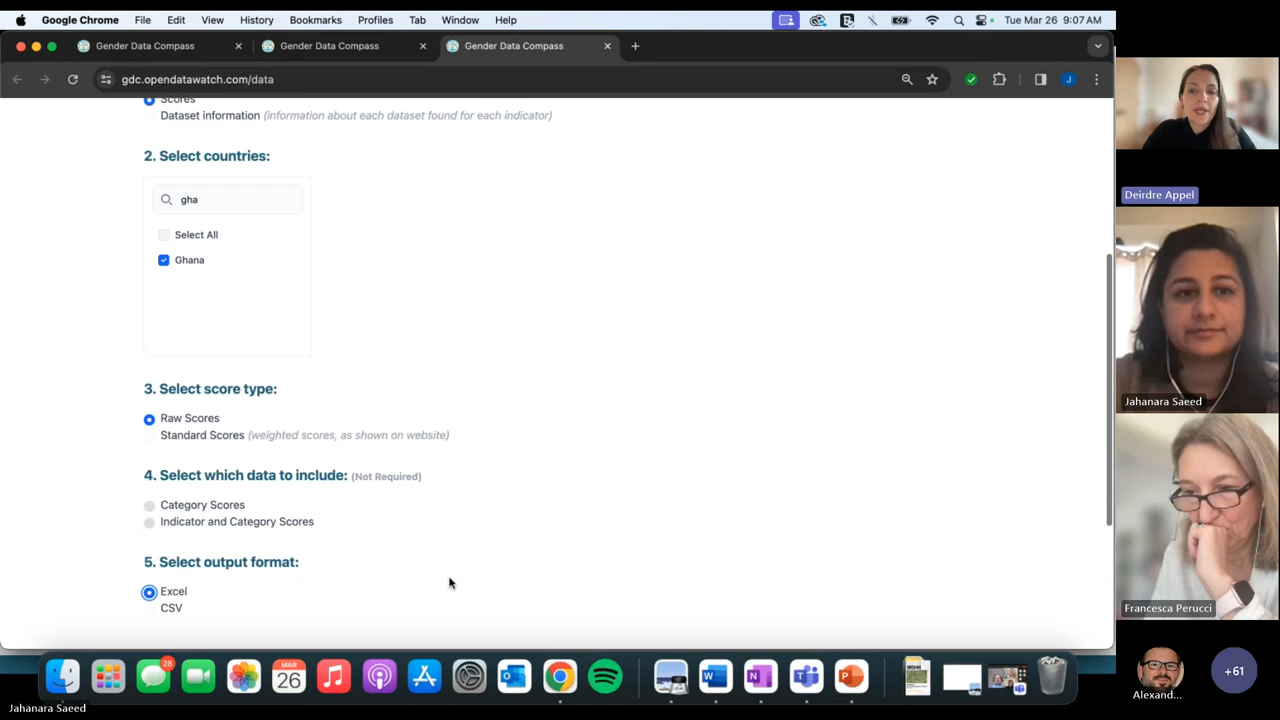 Google Chrome File Edit View History Bookmarks Profiles Tab Window Help Tue Mar 26 9:07 AM
Gender Data Compass Gender Data Compass Gender Data Compass
gdc.opendatawatch.com/data
Scores
Dataset information (information about each dataset found for each indicator)
2. Select countries:
gha
Select All
Ghana
3. Select score type:
Raw Scores
Standard Scores (weighted scores, as shown on website)
4. Select which data to include: (Not Required)
Category Scores
Indicator and Category Scores
5. Select output format:
Excel
CSV
28
MAR
26
Jahanara Saeed
Deirdre Appel
Jahanara Saeed
Francesca Perucci
Alexand...
+61